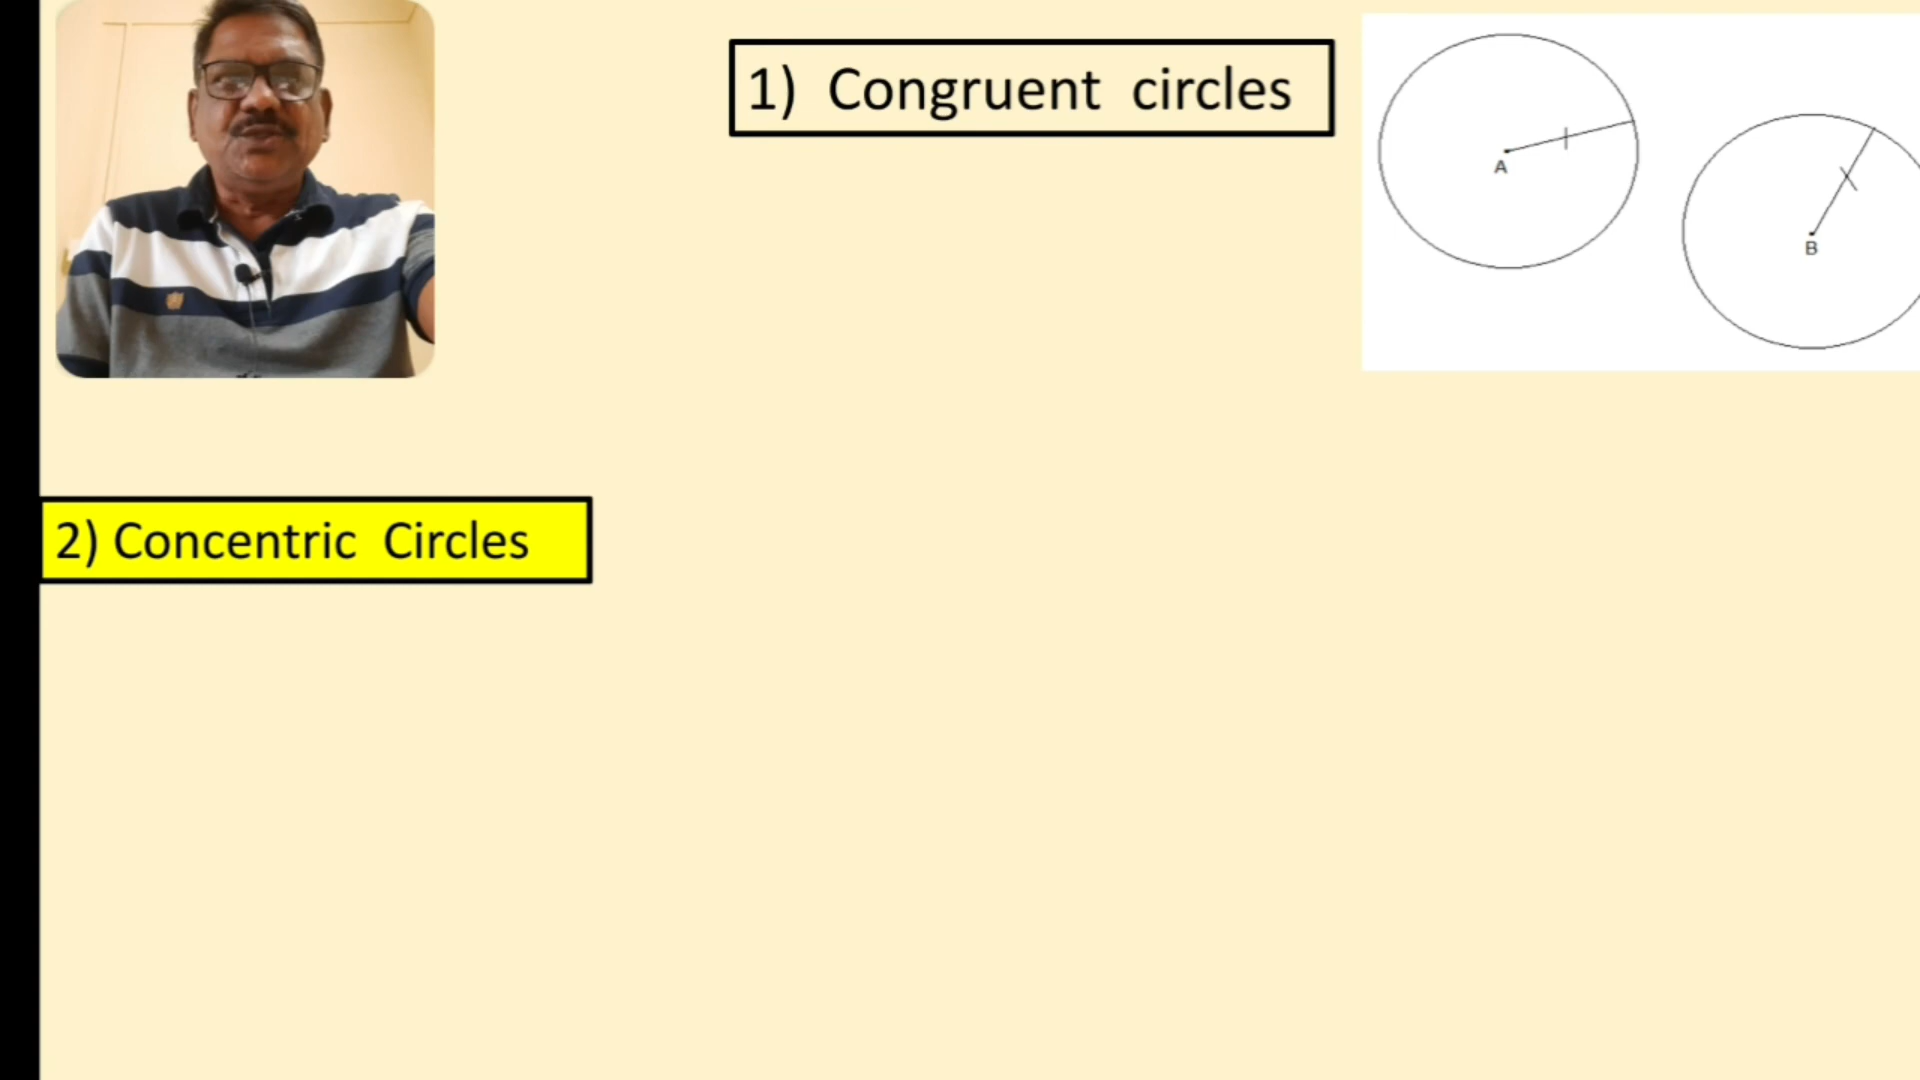 1) Congruent circles
A
B
2) Concentric Circles